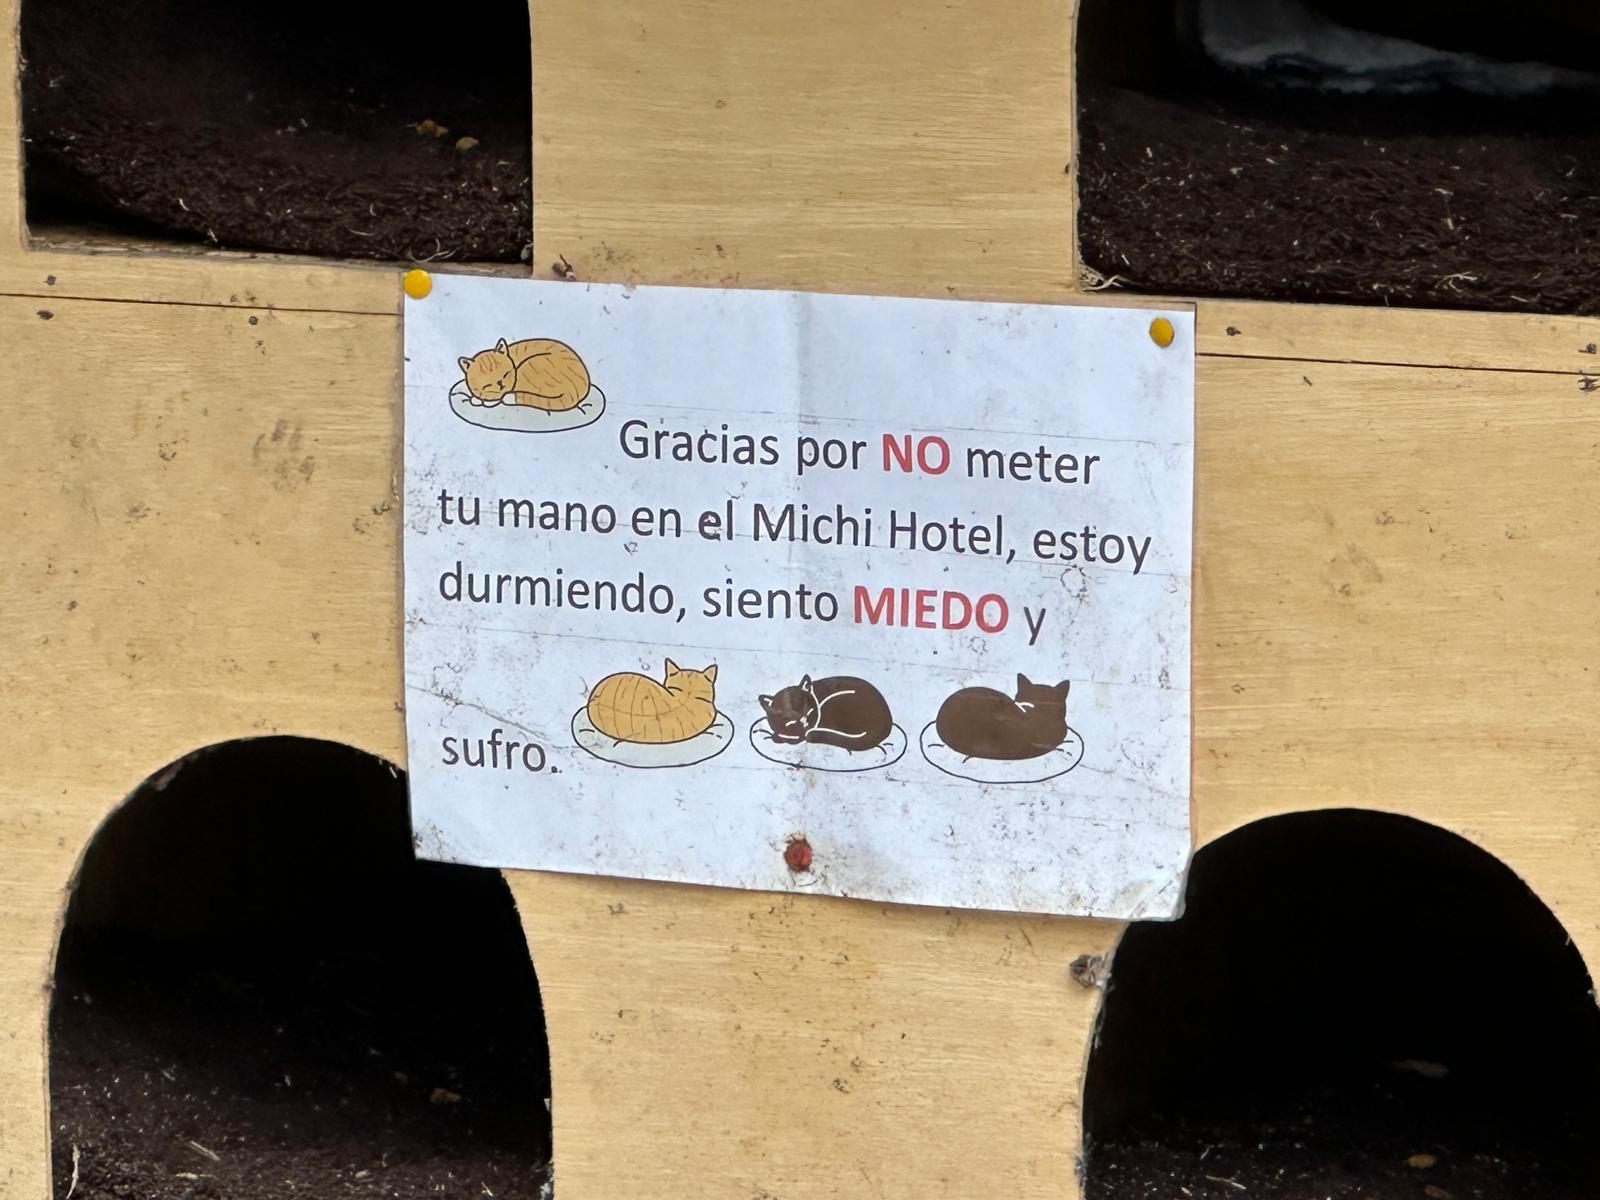 Gracias por NO meter
tu mano en el Michi Hotel, estoy
durmiendo, siento MIEDO y
sufro.